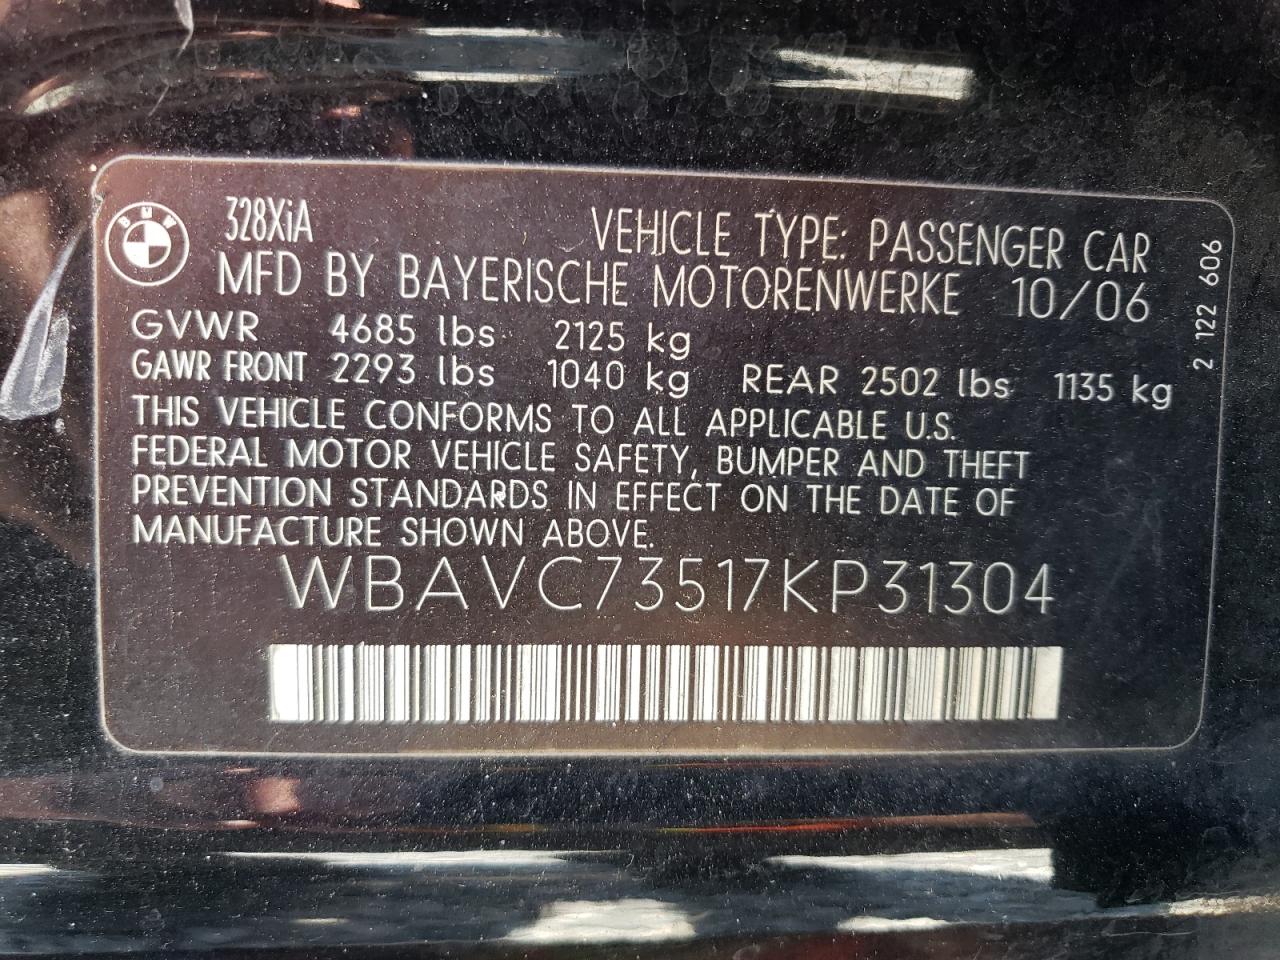 BMW
328XiA
VEHICLE TYPE: PASSENGER CAR
MFD BY BAYERISCHE MOTORENWERKE 10/06
GVWR 4685 lbs 2125 kg
GAWR FRONT 2293 lbs 1040 kg REAR 2502 lbs 1135 kg
THIS VEHICLE CONFORMS TO ALL APPLICABLE U.S.
FEDERAL MOTOR VEHICLE SAFETY, BUMPER AND THEFT
PREVENTION STANDARDS IN EFFECT ON THE DATE OF
MANUFACTURE SHOWN ABOVE.
WBAVC73517KP31304
2 122 606